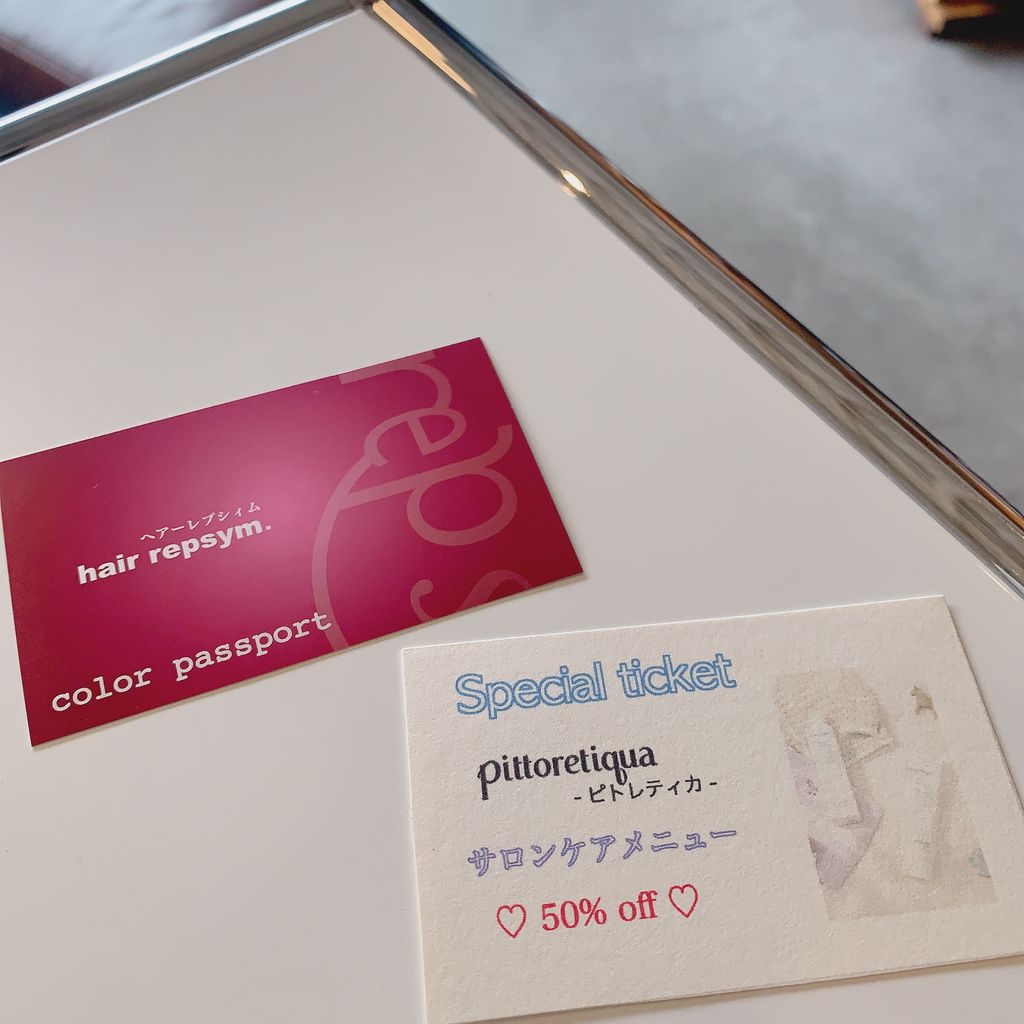 ヘアーレプシィム
hair repsym.
color passport
repsy
Special ticket
pittoretiqua
-ピトレティカ-
サロンケアメニュー
♡ 50% off ♡